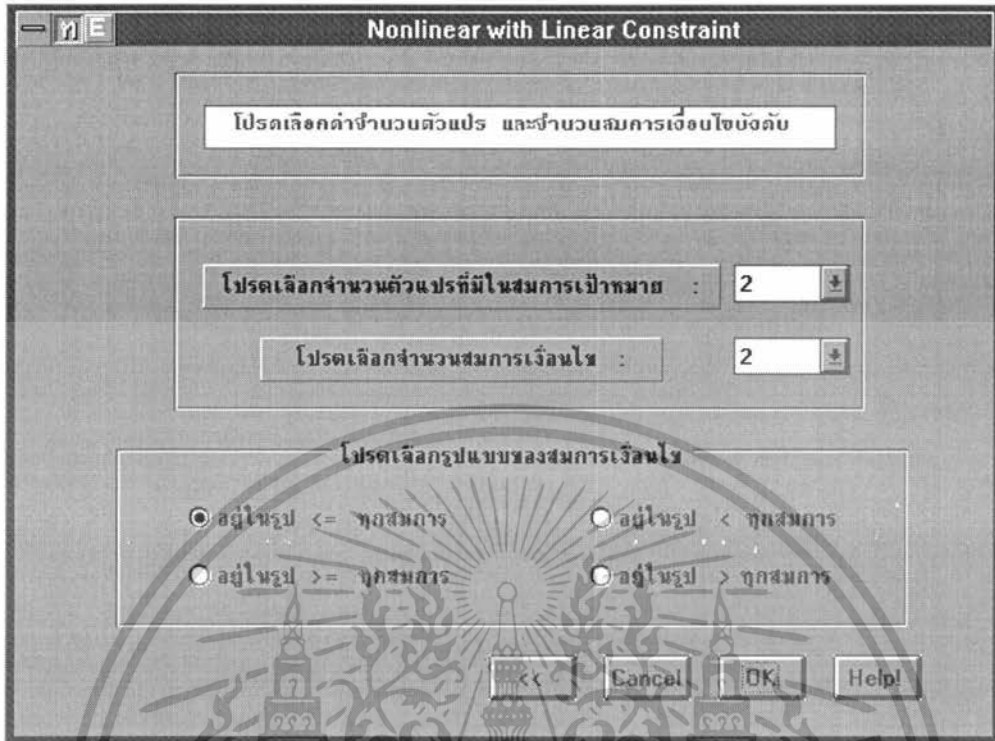 ก E Nonlinear with Linear Constraint
โปรดเลือกค่าจำนวนตัวแปร และจำนวนสมการเงื่อนไขบังคับ
โปรดเลือกจำนวนตัวแปรที่มีในสมการเป้าหมาย : 2
โปรดเลือกจำนวนสมการเงื่อนไข : 2
โปรดเลือกรูปแบบของสมการเงื่อนไข
อยู่ในรูป <= ทุกสมการ
อยู่ในรูป < ทุกสมการ
อยู่ในรูป >= ทุกสมการ
อยู่ในรูป > ทุกสมการ
<< Cancel OK Help!